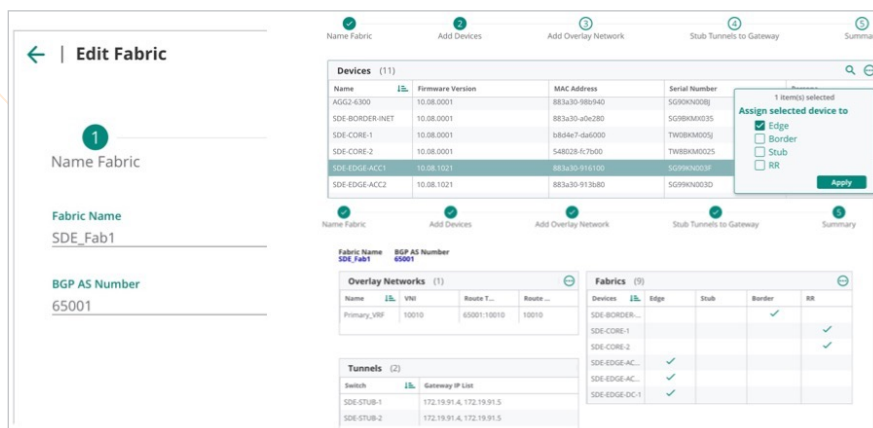 ← | Edit Fabric
1
Name Fabric
Fabric Name
SDE_Fab1
BGP AS Number
65001
2 3 4 5
Name Fabric Add Devices Add Overlay Network Stub Tunnels to Gateway Summa
Devices (11)
Name Firmware Version MAC Address Serial Number
AGG2-6300 10.08.0001 883a30-98b940 SG90KN00BJ
SDE-BORDER-INET 10.08.0001 883a30-a0e280 SG9BKMX035
SDE-CORE-1 10.08.0001 b8d4e7-da6000 TW0BKM005J
SDE-CORE-2 10.08.0001 548028-fc7b00 TW8BKM0025
SDE-EDGE-ACC1 10.08.1021 883a30-916100 SG99KN003F
SDE-EDGE-ACC2 10.08.1021 883a30-913b80 SG99KN003D
1 item(s) selected
Assign selected device to
Edge
Border
Stub
RR
Apply
5
Name Fabric Add Devices Add Overlay Network Stub Tunnels to Gateway Summary
Fabric Name BGP AS Number
SDE_Fab1 65001
Overlay Networks (1)
Name VNI Route T... Route ...
Primary_VRF 10010 65001:10010 10010
Tunnels (2)
Switch Gateway IP List
SDE-STUB-1 172.19.91.4, 172.19.91.5
SDE-STUB-2 172.19.91.4, 172.19.91.5
Fabrics (9)
Devices Edge Stub Border RR
SDE-BORDER-...
SDE-CORE-1
SDE-CORE-2
SDE-EDGE-AC...
SDE-EDGE-AC...
SDE-EDGE-DC-1